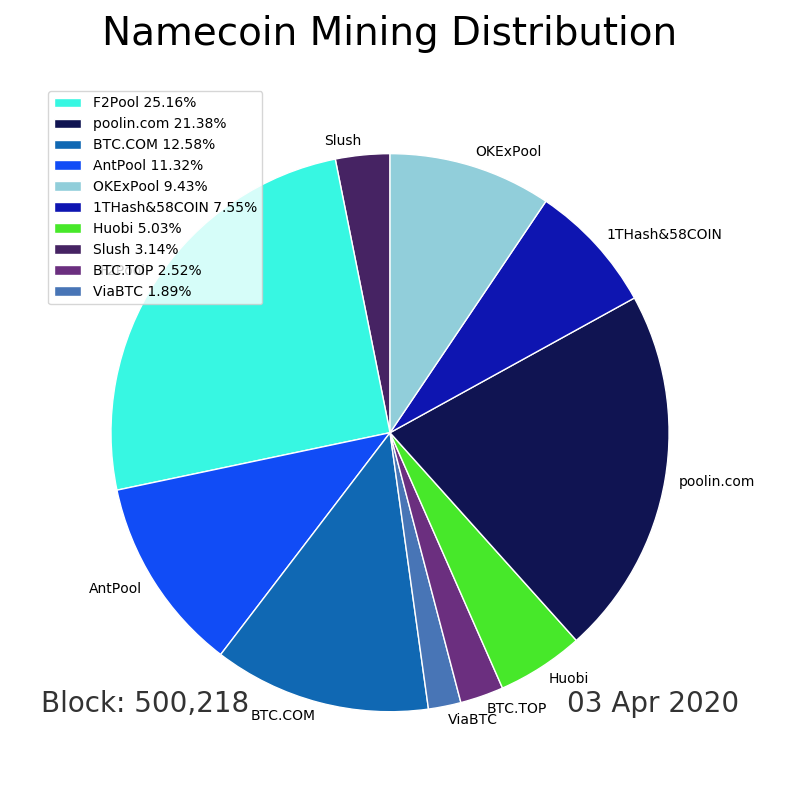 Namecoin Mining Distribution
F2Pool 25.16%
poolin.com 21.38%
BTC.COM 12.58%
AntPool 11.32%
OKExPool 9.43%
1THash&58COIN 7.55%
Huobi 5.03%
Slush 3.14%
BTC.TOP 2.52%
ViaBTC 1.89%
Slush
OKExPool
1THash&58COIN
poolin.com
AntPool
Huobi
BTC.TOP
ViaBTC
BTC.COM
Block: 500,218
03 Apr 2020